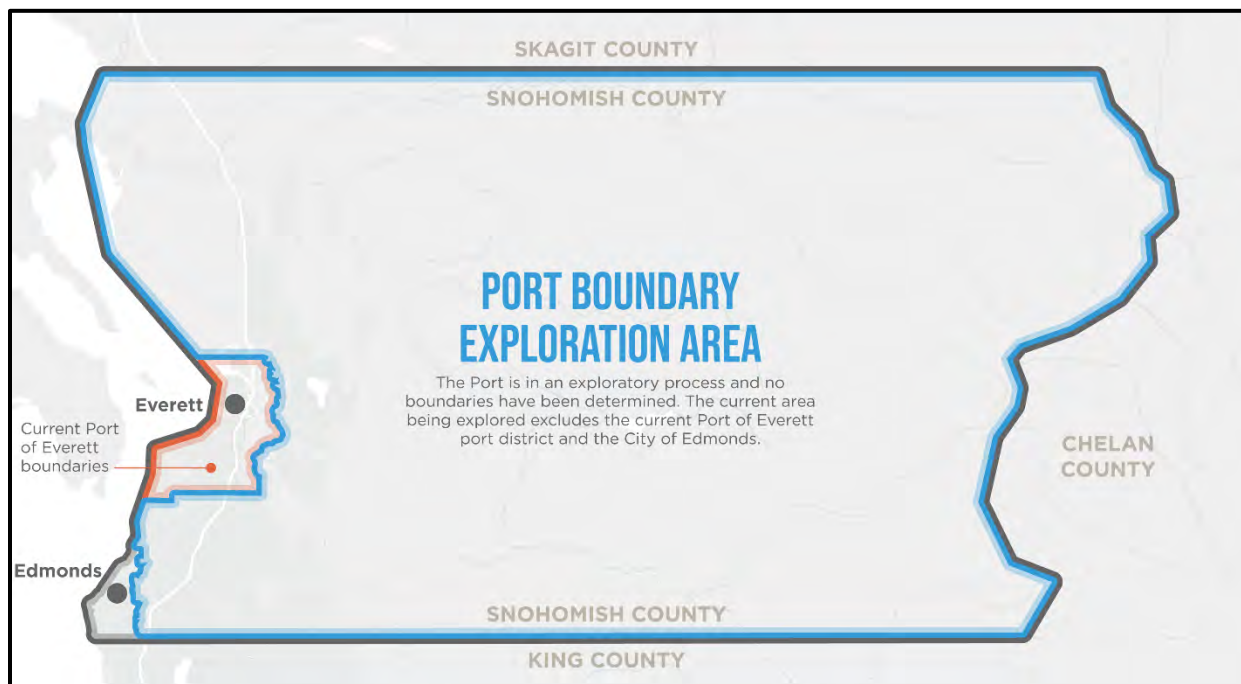 SKAGIT COUNTY
SNOHOMISH COUNTY
PORT BOUNDARY
EXPLORATION AREA
The Port is in an exploratory process and no
boundaries have been determined. The current area
being explored excludes the current Port of Everett
port district and the City of Edmonds.
Everett
Current Port
of Everett
boundaries
CHELAN
COUNTY
Edmonds
SNOHOMISH COUNTY
KING COUNTY